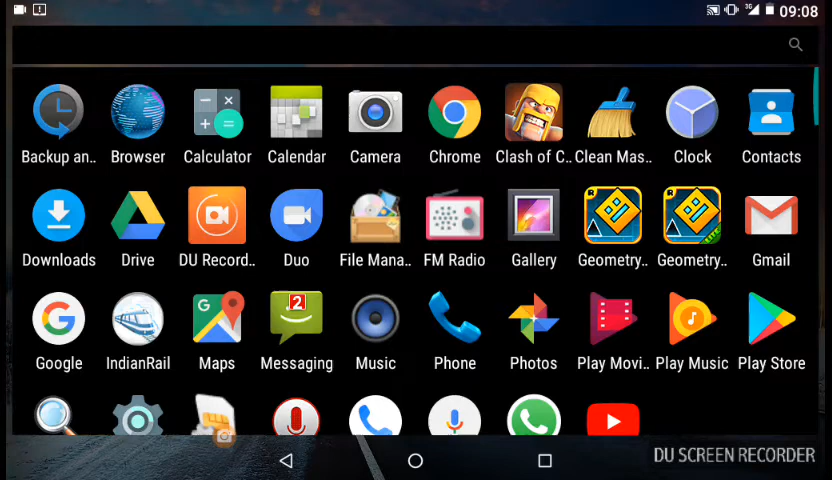 3G 09:08
Backup an.. Browser Calculator Calendar Camera Chrome Clash of C.. Clean Mas.. Clock Contacts
Downloads Drive DU Record.. Duo File Mana.. FM Radio Gallery Geometry.. Geometry.. Gmail
2
Google IndianRail Maps Messaging Music Phone Photos Play Movi.. Play Music Play Store
DU SCREEN RECORDER